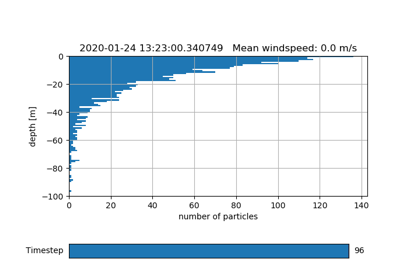 2020-01-24 13:23:00.340749   Mean windspeed: 0.0 m/s
0
−20
−40
−60
−80
−100
depth [m]
0 20 40 60 80 100 120 140
number of particles
Timestep 96